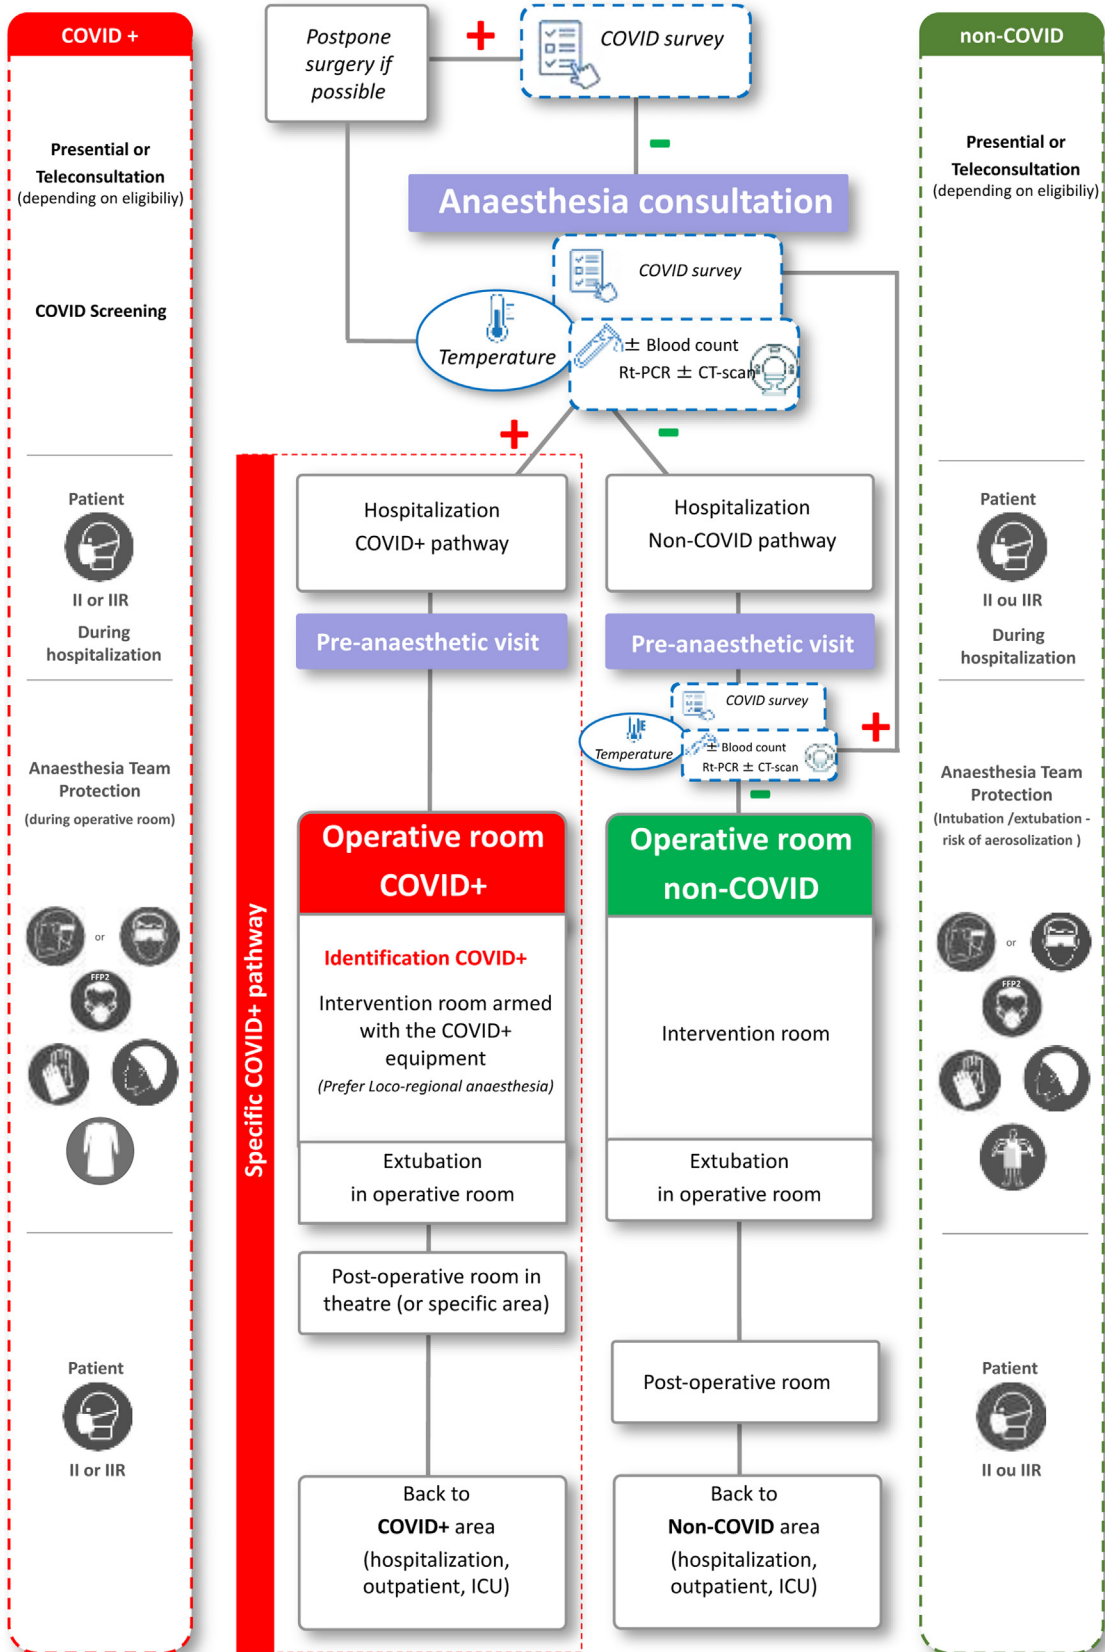 COVID +
Presential or
Teleconsultation
(depending on eligibiliy)
COVID Screening
Patient
II or IIR
During
hospitalization
Anaesthesia Team
Protection
(during operative room)
or
FFP2
Patient
II or IIR
Postpone
surgery if
possible
+
COVID survey
-
Anaesthesia consultation
COVID survey
Temperature
± Blood count
Rt-PCR ± CT-scan
+
-
Specific COVID+ pathway
Hospitalization
COVID+ pathway
Pre-anaesthetic visit
Operative room
COVID+
Identification COVID+
Intervention room armed
with the COVID+
equipment
(Prefer Loco-regional anaesthesia)
Extubation
in operative room
Post-operative room in
theatre (or specific area)
Back to
COVID+ area
(hospitalization,
outpatient, ICU)
Hospitalization
Non-COVID pathway
Pre-anaesthetic visit
COVID survey
Temperature
± Blood count
Rt-PCR ± CT-scan
+
-
Operative room
non-COVID
Intervention room
Extubation
in operative room
Post-operative room
Back to
Non-COVID area
(hospitalization,
outpatient, ICU)
non-COVID
Presential or
Teleconsultation
(depending on eligibiliy)
Patient
II ou IIR
During
hospitalization
Anaesthesia Team
Protection
(Intubation /extubation -
risk of aerosolization )
or
FFP2
Patient
II ou IIR